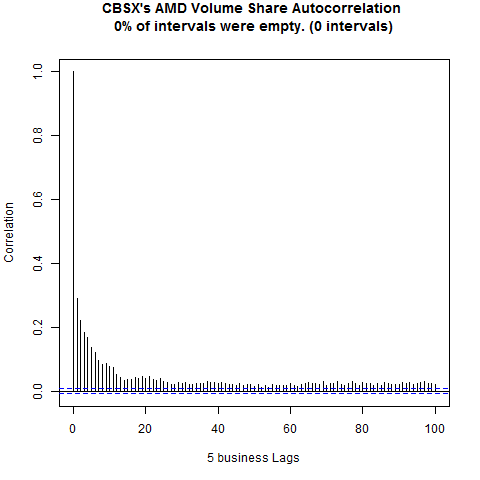 CBSX's AMD Volume Share Autocorrelation
0% of intervals were empty. (0 intervals)
Correlation
1.0
0.8
0.6
0.4
0.2
0.0
0 20 40 60 80 100
5 business Lags